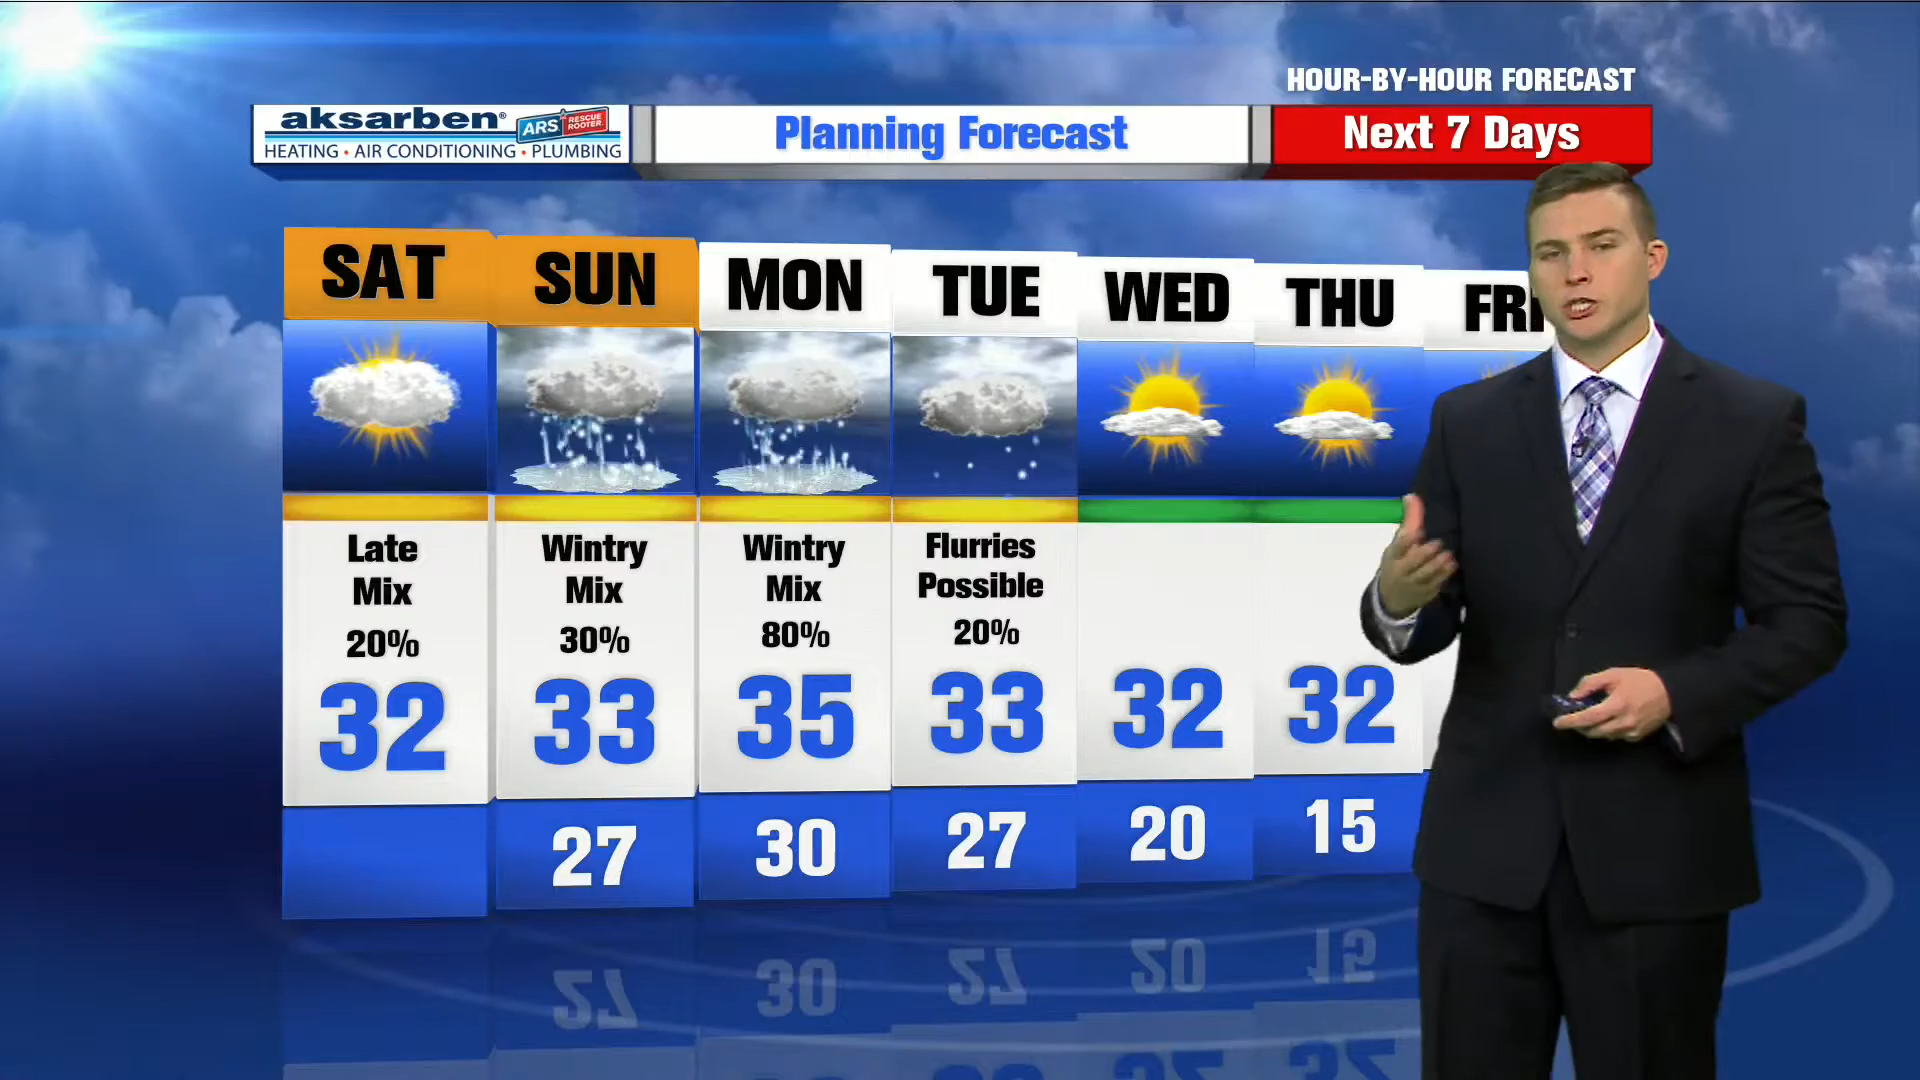 HOUR-BY-HOUR FORECAST
aksarben®
ARS RESCUE ROOTER
HEATING • AIR CONDITIONING • PLUMBING
Planning Forecast
Next 7 Days
SAT SUN MON TUE WED THU FRI
Late Mix 20%
32
Wintry Mix 30%
33
27
Wintry Mix 80%
35
30
Flurries Possible 20%
33
27
32
20
32
15